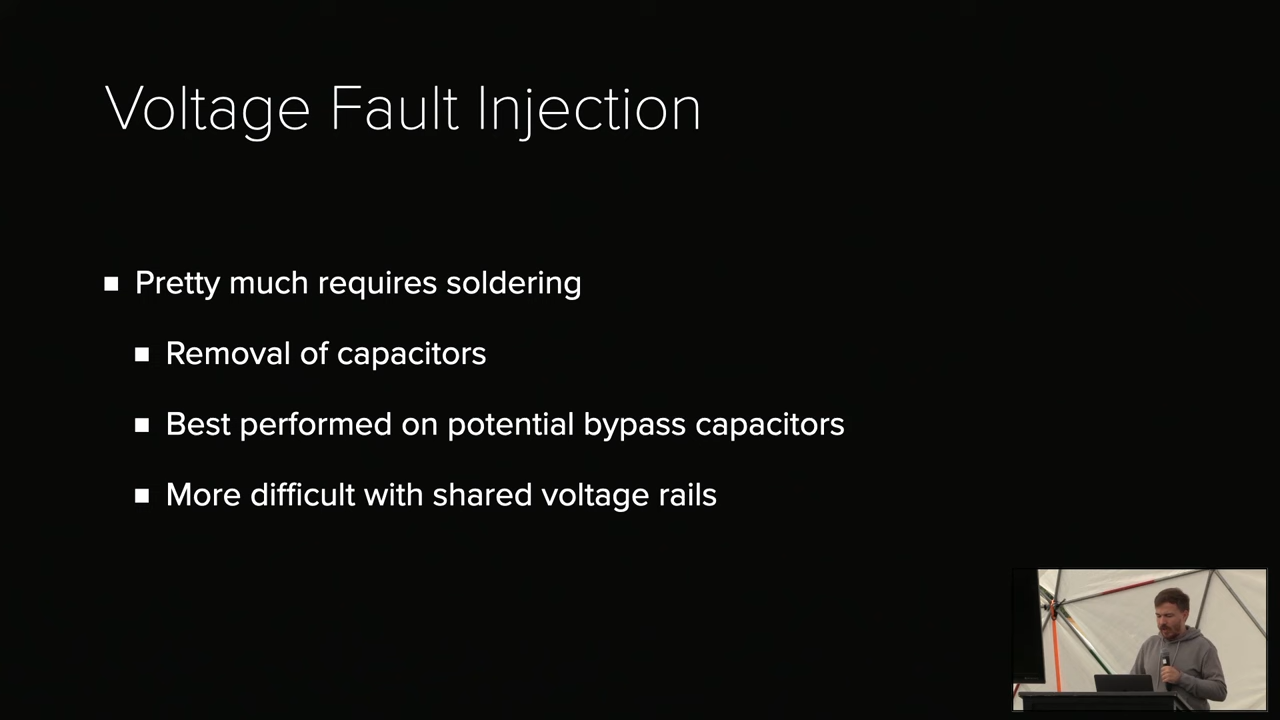 Voltage Fault Injection
Pretty much requires soldering
Removal of capacitors
Best performed on potential bypass capacitors
More difficult with shared voltage rails